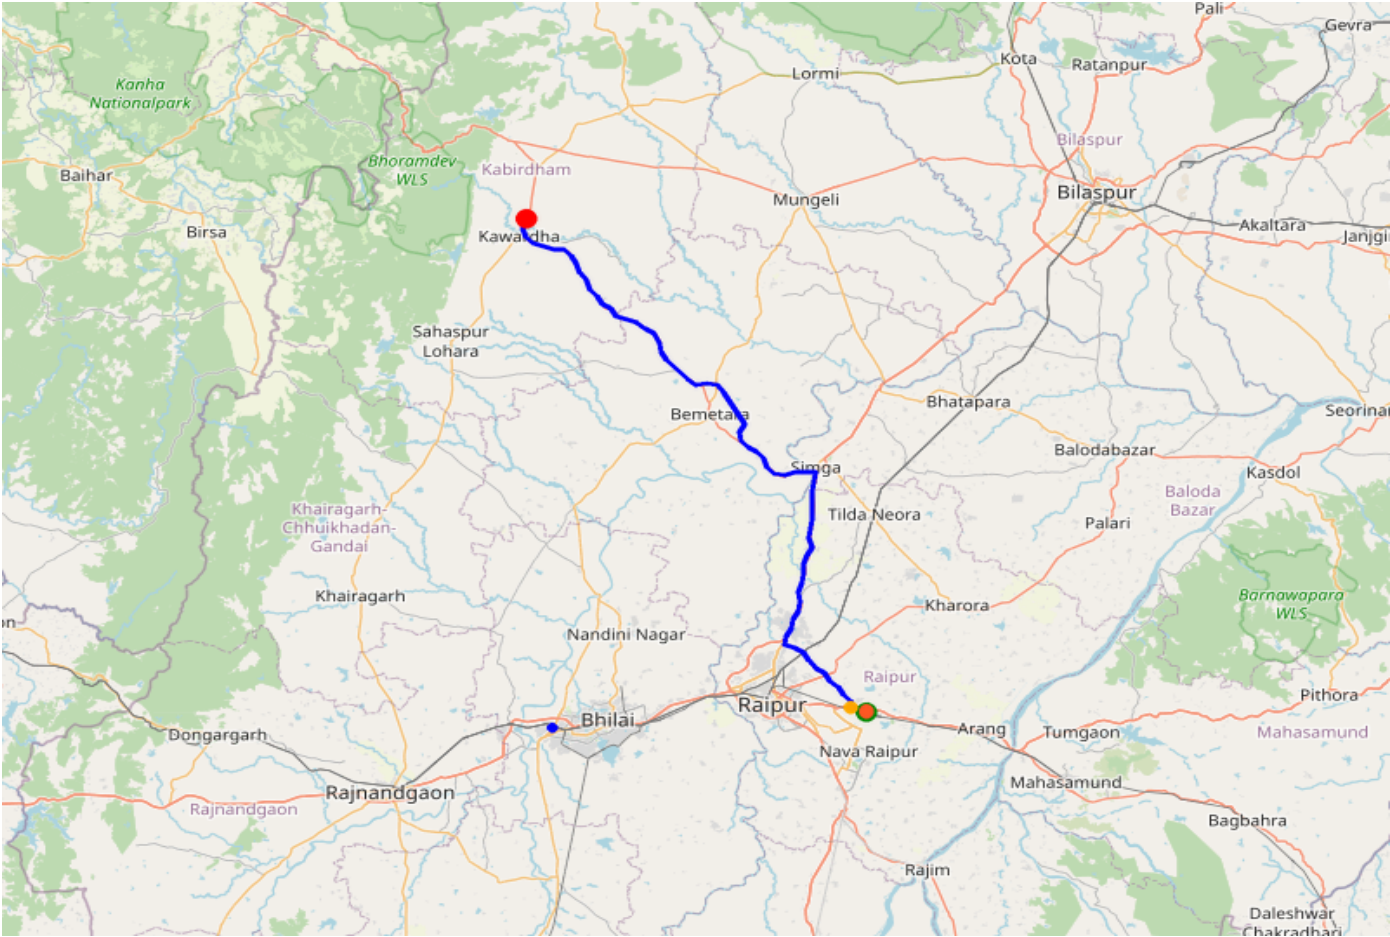 Pali
Gevra
Kota
Ratanpur
Lormi
Kanha
Nationalpark
Bilaspur
Bhoramdev
WLS
Kabirdham
Baihar
Bilaspur
Mungeli
Akaltara
Birsa
Kawardha
Janjgi
Sahaspur
Lohara
Bhatapara
Seorinar
Bemetara
Balodabazar
Simga
Kasdol
Baloda
Bazar
Khairagarh-
Chhuikhadan-
Gandai
Tilda Neora
Palari
Khairagarh
Barnawapara
WLS
Kharora
on
Nandini Nagar
Raipur
Pithora
Raipur
Bhilai
Arang
Tumgaon
Mahasamund
Dongargarh
Nava Raipur
Mahasamund
Rajnandgaon
Rajnandgaon
Bagbahra
Rajim
Daleshwar
Chakradhari